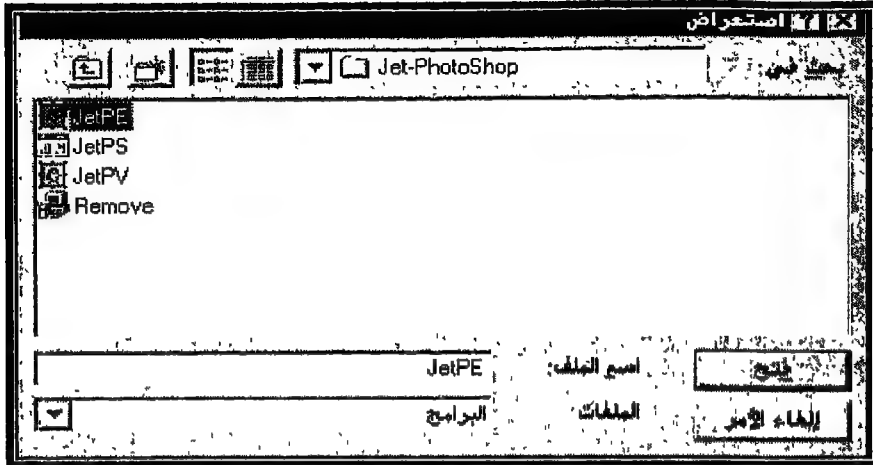 استعراض
بحث في: Jet-PhotoShop
JetPE
JetPS
JetPV
Remove
اسم الملف: JetPE
فتح
الملفات: البرامج
إلغاء الأمر